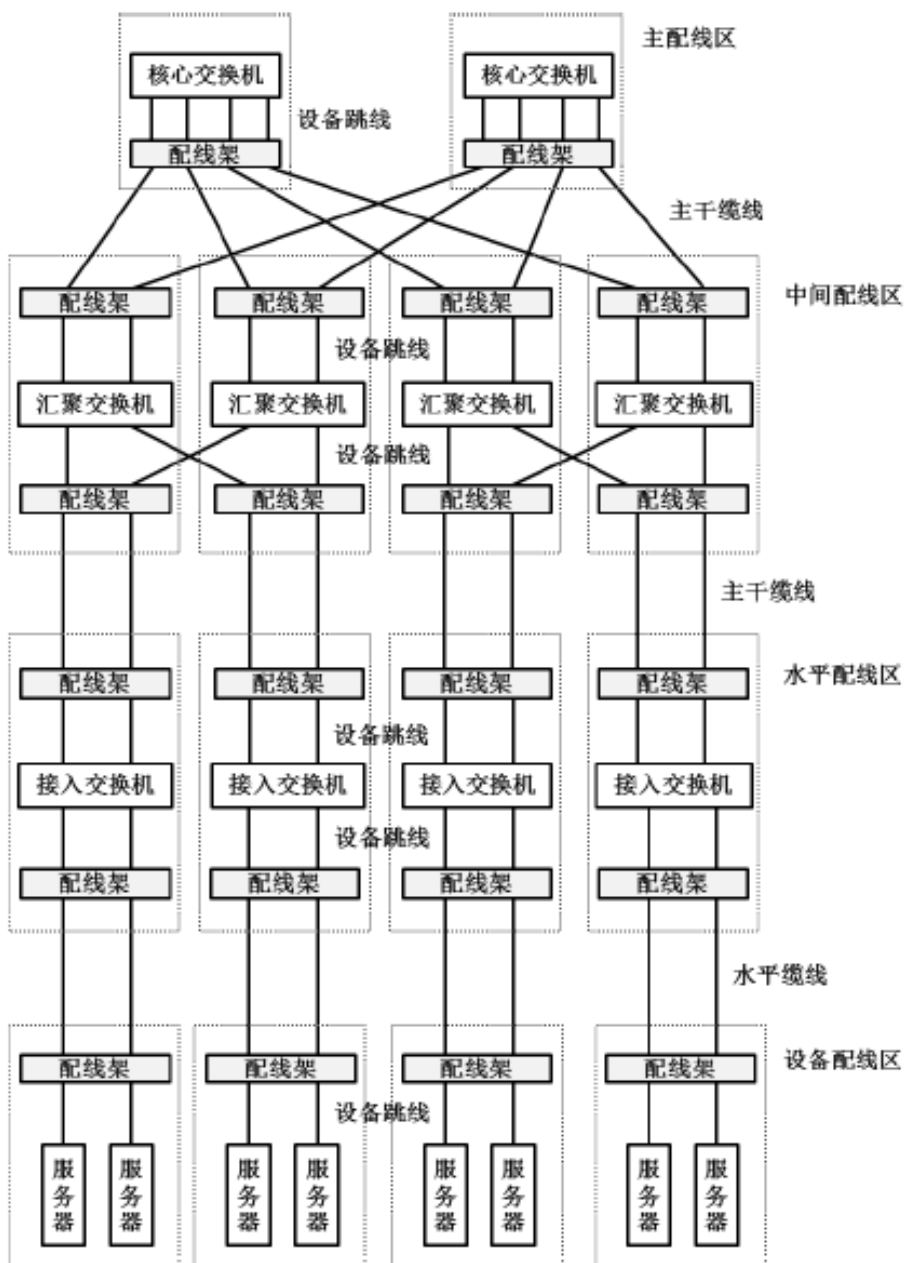 主配线区
核心交换机 核心交换机
设备跳线
配线架 配线架
主干缆线
配线架 配线架 配线架 配线架 中间配线区
设备跳线
汇聚交换机 汇聚交换机 汇聚交换机 汇聚交换机
设备跳线
配线架 配线架 配线架 配线架
主干缆线
配线架 配线架 配线架 配线架 水平配线区
设备跳线
接入交换机 接入交换机 接入交换机 接入交换机
设备跳线
配线架 配线架 配线架 配线架
水平缆线
配线架 配线架 配线架 配线架 设备配线区
设备跳线
服务器 服务器 服务器 服务器 服务器 服务器 服务器 服务器